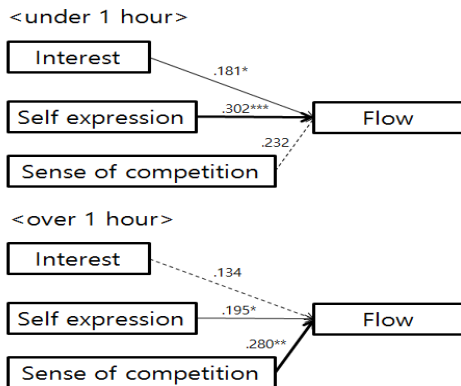 <under 1 hour>
Interest
.181*
Self expression
.302***
Flow
.232
Sense of competition
<over 1 hour>
Interest
.134
Self expression
.195*
Flow
.280**
Sense of competition